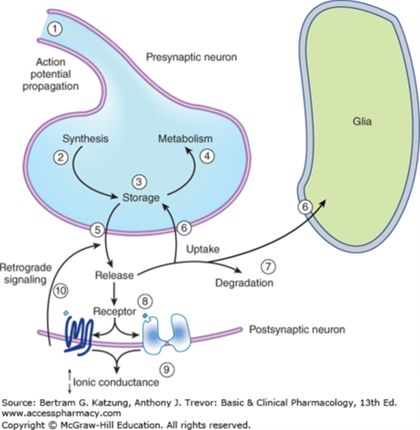 1
Action
potential
propagation
Presynaptic neuron
Synthesis
Metabolism
2
3
4
Storage
Glia
5
6
6
Uptake
Retrograde
signaling
Release
7
Degradation
10
Receptor
8
Postsynaptic neuron
9
Ionic conductance
Source: Bertram G. Katzung, Anthony J. Trevor: Basic & Clinical Pharmacology, 13th Ed.
www.accesspharmacy.com
Copyright © McGraw-Hill Education. All rights reserved.